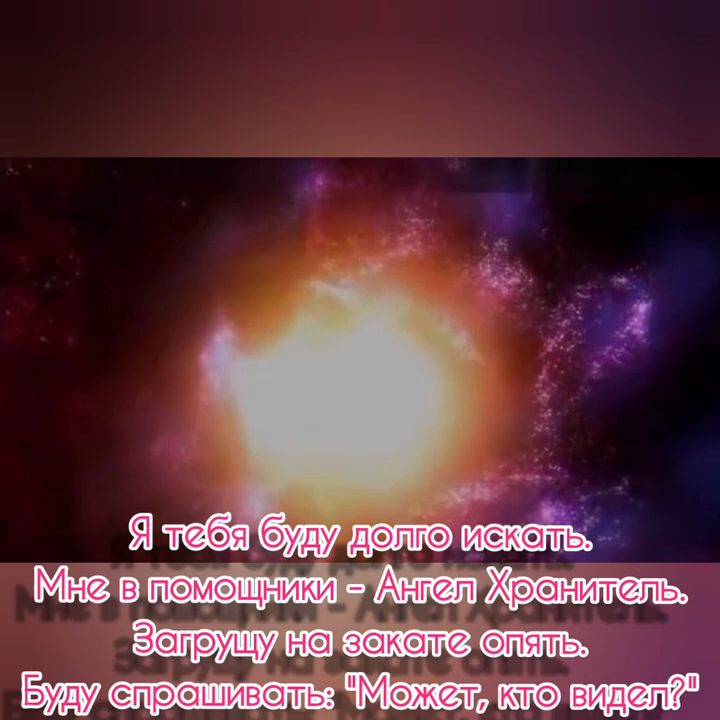 Я тебя буду долго искать.
Мне в помощники - Ангел Хранитель.
Загрущу на закате опять.
Буду спрашивать: "Может, кто видел?"